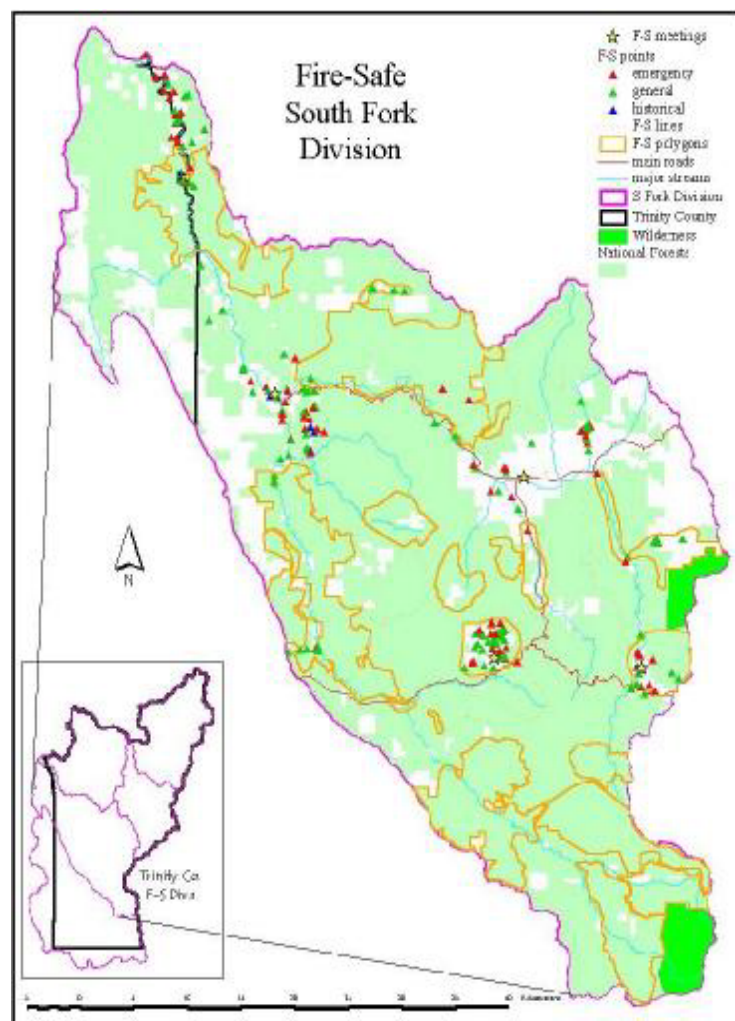 Fire-Safe
South Fork
Division
F-S meetings
F-S points
emergency
general
historical
F-S lines
F-S polygons
main roads
major streams
S Fork Division
Trinity County
Wilderness
National Forests
N
Trinity Co.
F-S Divs